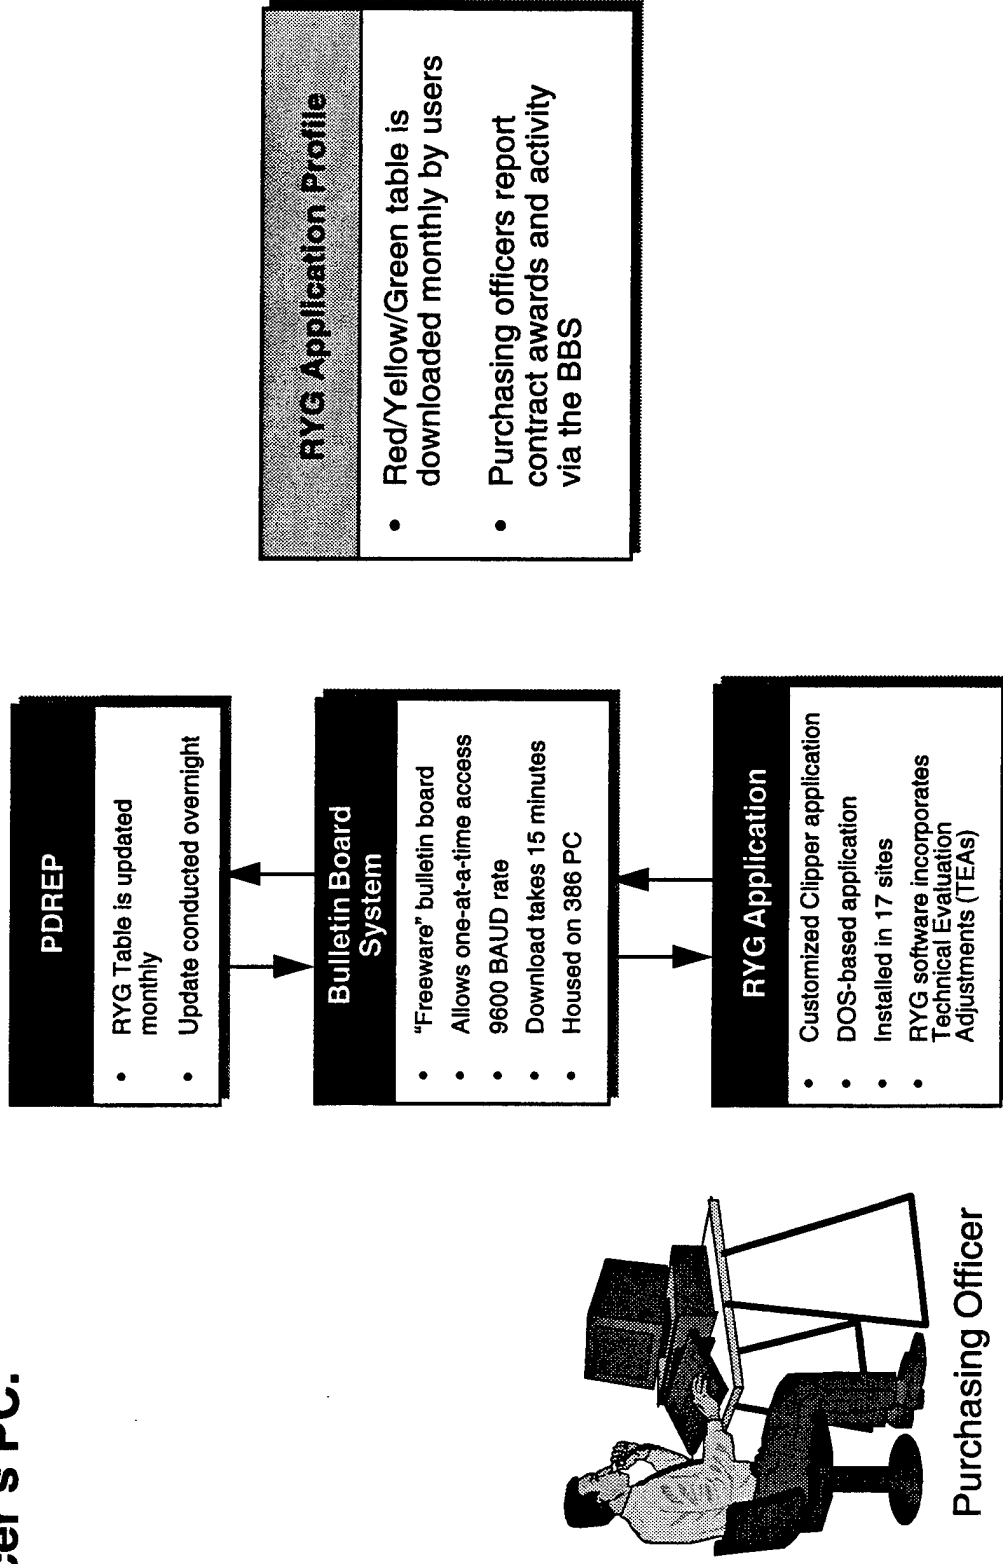 PDREP
• RYG Table is updated
monthly
• Update conducted overnight
Bulletin Board
System
• "Freeware" bulletin board
• Allows one-at-a-time access
• 9600 BAUD rate
• Download takes 15 minutes
• Housed on 386 PC
RYG Application
• Customized Clipper application
• DOS-based application
• Installed in 17 sites
• RYG software incorporates
Technical Evaluation
Adjustments (TEAs)
RYG Application Profile
• Red/Yellow/Green table is
downloaded monthly by users
• Purchasing officers report
contract awards and activity
via the BBS
Purchasing Officer
PC.